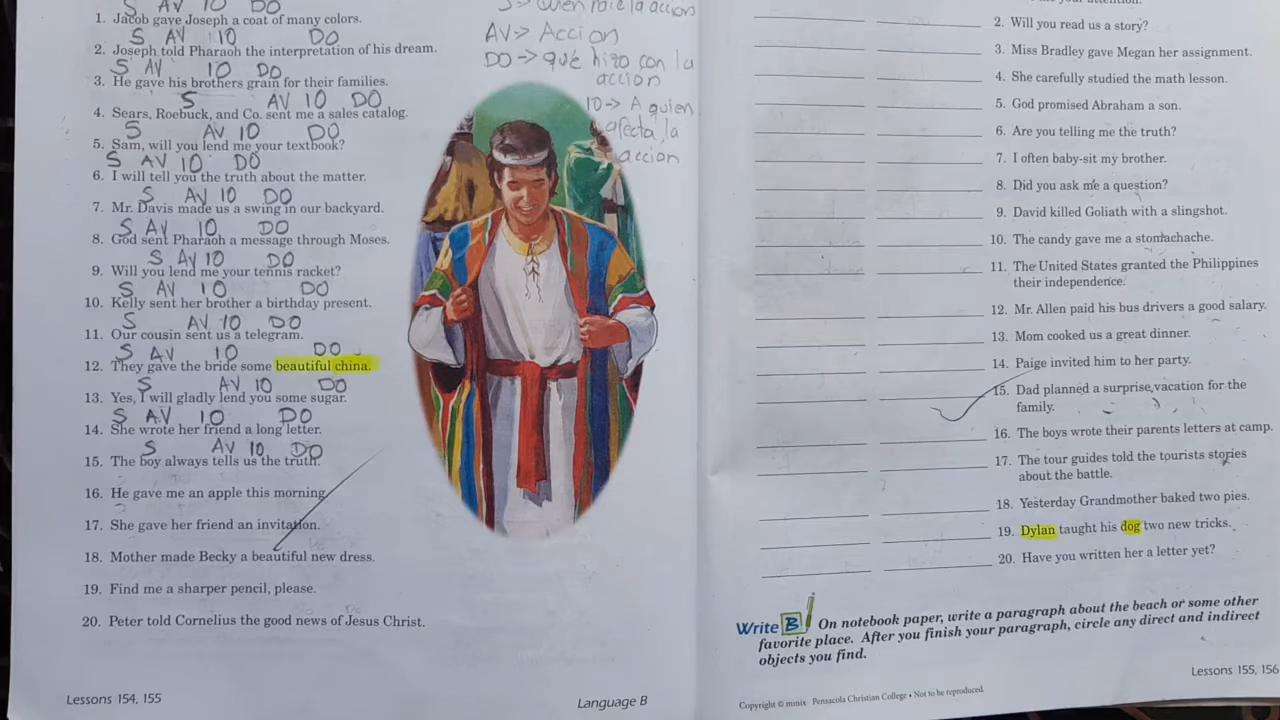 S AV IO DO
1. Jacob gave Joseph a coat of many colors.
S AV IO DO
2. Joseph told Pharaoh the interpretation of his dream.
S AV IO DO
3. He gave his brothers grain for their families.
S AV IO DO
4. Sears, Roebuck, and Co. sent me a sales catalog.
S AV IO DO
5. Sam, will you lend me your textbook?
S AV IO DO
6. I will tell you the truth about the matter.
S AV IO DO
7. Mr. Davis made us a swing in our backyard.
S AV IO DO
8. God sent Pharaoh a message through Moses.
S AV IO DO
9. Will you lend me your tennis racket?
S AV IO DO
10. Kelly sent her brother a birthday present.
S AV IO DO
11. Our cousin sent us a telegram.
S AV IO DO
12. They gave the bride some beautiful china.
S AV IO DO
13. Yes, I will gladly lend you some sugar.
S AV IO DO
14. She wrote her friend a long letter.
S AV IO DO
15. The boy always tells us the truth.
16. He gave me an apple this morning.
17. She gave her friend an invitation.
18. Mother made Becky a beautiful new dress.
19. Find me a sharper pencil, please.
20. Peter told Cornelius the good news of Jesus Christ.
Lessons 154, 155
Language B
la acción
AV-> Acción
DO-> qué hizo con la
acción
IO-> A quien
afecta la
acción
2. Will you read us a story?
3. Miss Bradley gave Megan her assignment.
4. She carefully studied the math lesson.
5. God promised Abraham a son.
6. Are you telling me the truth?
7. I often baby-sit my brother.
8. Did you ask me a question?
9. David killed Goliath with a slingshot.
10. The candy gave me a stomachache.
11. The United States granted the Philippines
their independence.
12. Mr. Allen paid his bus drivers a good salary.
13. Mom cooked us a great dinner.
14. Paige invited him to her party.
15. Dad planned a surprise vacation for the
family.
16. The boys wrote their parents letters at camp.
17. The tour guides told the tourists stories
about the battle.
18. Yesterday Grandmother baked two pies.
19. Dylan taught his dog two new tricks.
20. Have you written her a letter yet?
Write B On notebook paper, write a paragraph about the beach or some other
favorite place. After you finish your paragraph, circle any direct and indirect
objects you find.
Lessons 155, 156
Copyright © mmix Pensacola Christian College • Not to be reproduced.